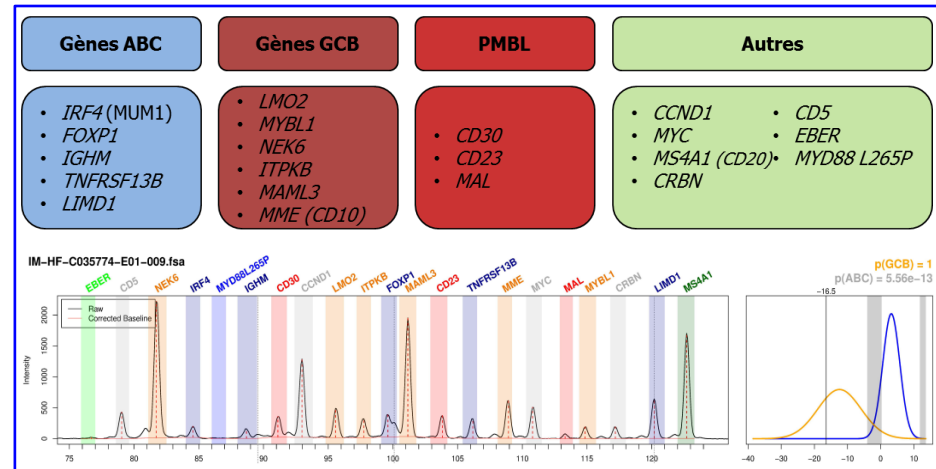 Gènes ABC
Gènes GCB
PMBL
Autres
• IRF4 (MUM1)
• FOXP1
• IGHM
• TNFRSF13B
• LIMD1
• LMO2
• MYBL1
• NEK6
• ITPKB
• MAML3
• MME (CD10)
• CD30
• CD23
• MAL
• CCND1
• MYC
• MS4A1 (CD20)
• CRBN
• CD5
• EBER
• MYD88 L265P
IM-HF-C035774-E01-009.fsa
EBER
CD5
NEK6
IRF4
MYD88L265P
IGHM
CD30
CCND1
LMO2
ITPKB
FOXP1
MAML3
CD23
TNFRSF13B
MME
MYC
MAL
MYBL1
CRBN
LIMD1
MS4A1
Raw
Corrected Baseline
Intensity
2000
1500
1000
500
0
75 80 85 90 95 100 105 110 115 120
p(GCB) = 1
p(ABC) = 5.56e-13
-16.5
−40 −30 −20 −10 0 10